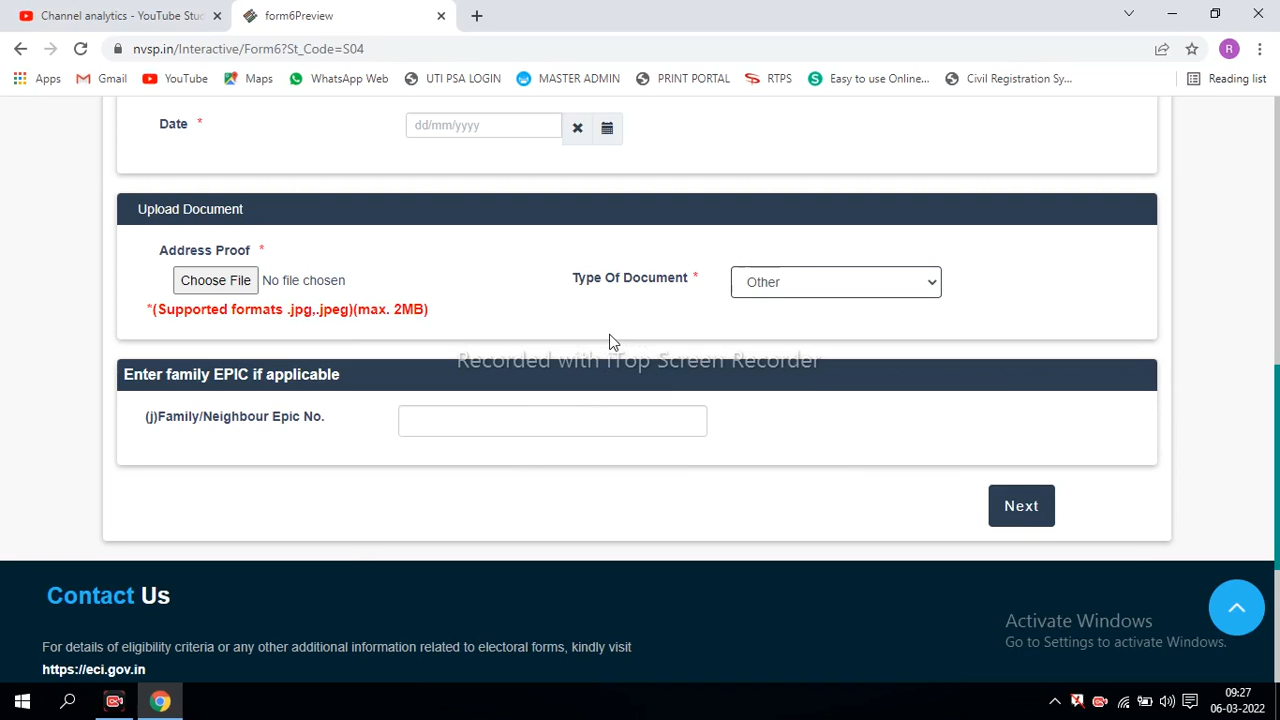 Channel analytics - YouTube Stud
form6Preview
nvsp.in/Interactive/Form6?St_Code=S04
R
Apps
Gmail
YouTube
Maps
WhatsApp Web
UTI PSA LOGIN
MASTER ADMIN
PRINT PORTAL
RTPS
Easy to use Online...
Civil Registration Sy...
Reading list
Date *
dd/mm/yyyy
Upload Document
Address Proof *
Choose File No file chosen
Type Of Document *
Other
*(Supported formats .jpg,.jpeg)(max. 2MB)
Recorded with iTop Screen Recorder
Enter family EPIC if applicable
(j)Family/Neighbour Epic No.
Next
Contact Us
For details of eligibility criteria or any other additional information related to electoral forms, kindly visit
https://eci.gov.in
Activate Windows
Go to Settings to activate Windows.
09:27
06-03-2022